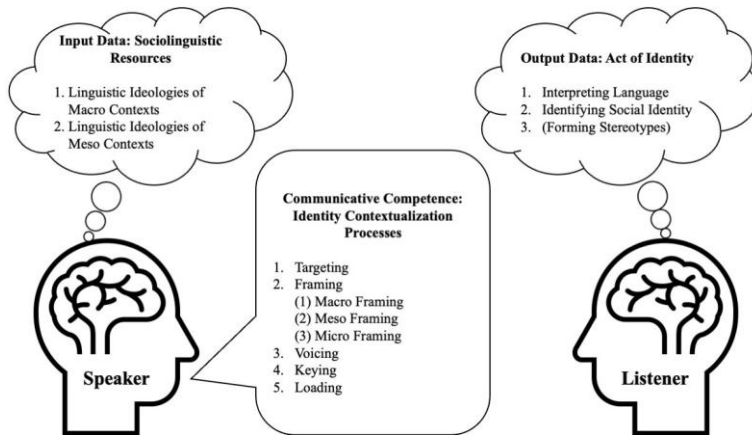 Input Data: Sociolinguistic
Resources
1. Linguistic Ideologies of
Macro Contexts
2. Linguistic Ideologies of
Meso Contexts
Speaker
Communicative Competence:
Identity Contextualization
Processes
1. Targeting
2. Framing
(1) Macro Framing
(2) Meso Framing
(3) Micro Framing
3. Voicing
4. Keying
5. Loading
Output Data: Act of Identity
1. Interpreting Language
2. Identifying Social Identity
3. (Forming Stereotypes)
Listener